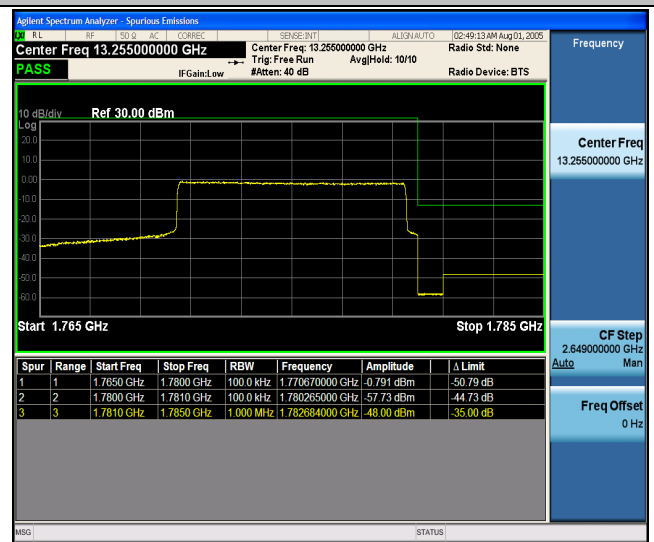 Agilent Spectrum Analyzer - Spurious Emissions
RL RF 50 Ω AC CORREC SENSE:INT ALIGN AUTO 02:49:13 AM Aug 01, 2005
Center Freq 13.255000000 GHz
Center Freq: 13.255000000 GHz
Radio Std: None
Trig: Free Run Avg|Hold: 10/10
PASS
IFGain:Low
#Atten: 40 dB
Radio Device: BTS
10 dB/div Ref 30.00 dBm
Log
20.0
10.0
0.00
-10.0
-20.0
-30.0
-40.0
-50.0
-60.0
Start 1.765 GHz Stop 1.785 GHz
Spur Range Start Freq Stop Freq RBW Frequency Amplitude Δ Limit
1 1 1.7650 GHz 1.7800 GHz 100.0 kHz 1.770670000 GHz -0.791 dBm -50.79 dB
2 2 1.7800 GHz 1.7810 GHz 100.0 kHz 1.780265000 GHz -57.73 dBm -44.73 dB
3 3 1.7810 GHz 1.7850 GHz 1.000 MHz 1.782684000 GHz -48.00 dBm -35.00 dB
Frequency
Center Freq
13.255000000 GHz
CF Step
2.649000000 GHz
Auto Man
Freq Offset
0 Hz
MSG STATUS